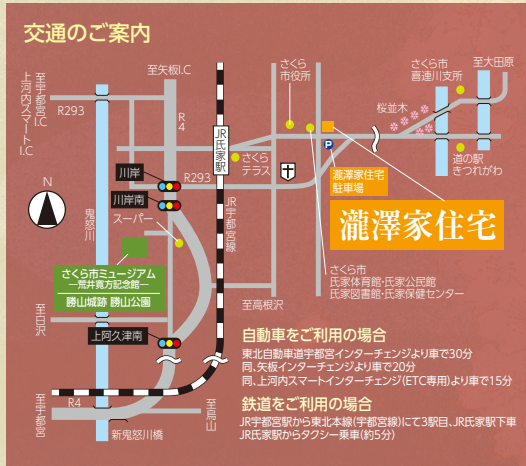 交通のご案内
至宇都宮I.C
上河内スマートI.C
R293
至矢板I.C
R4
JR氏家駅
さくら
市役所
さくら市
喜連川支所
至大田原
桜並木
道の駅
きつれがわ
さくら
テラス
P
瀧澤家住宅
駐車場
瀧澤家住宅
N
川岸
R293
川岸南
スーパー
鬼怒川
JR宇都宮線
さくら市ミュージアム
—荒井寛方記念館—
勝山城跡 勝山公園
さくら市
氏家体育館・氏家公民館
氏家図書館・氏家保健センター
至白沢
至高根沢
上阿久津南
至宇都宮
R4
新鬼怒川橋
至烏山
自動車をご利用の場合
東北自動車道宇都宮インターチェンジより車で30分
同、矢板インターチェンジより車で20分
同、上河内スマートインターチェンジ(ETC専用)より車で15分
鉄道をご利用の場合
JR宇都宮駅から東北本線(宇都宮線)にて3駅目、JR氏家駅下車
JR氏家駅からタクシー乗車(約5分)